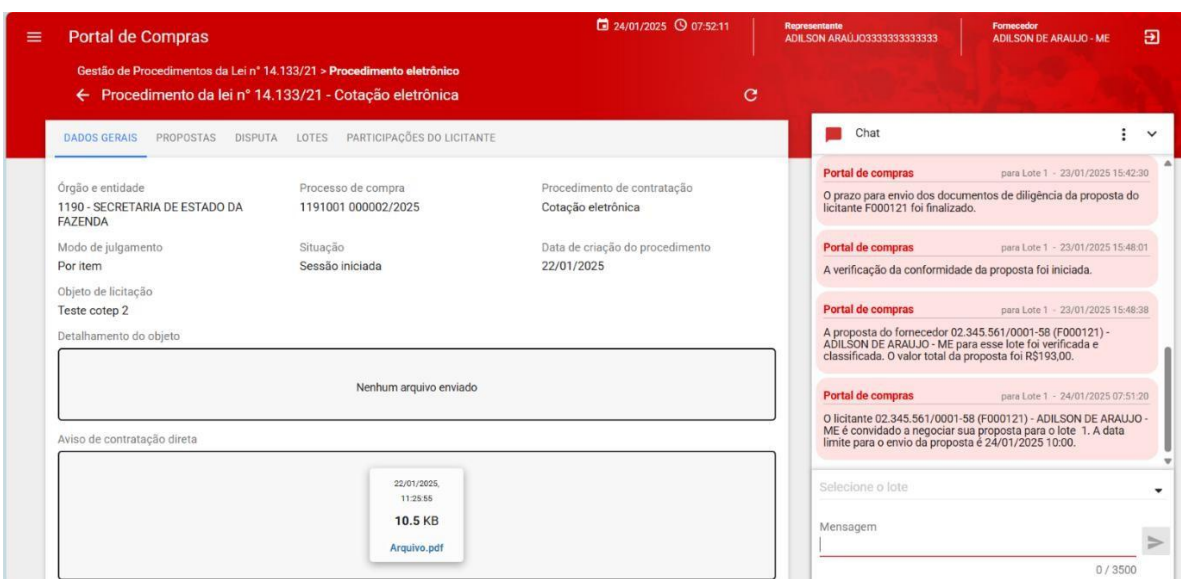 Portal de Compras
24/01/2025 07:52:11
Representante
ADILSON ARAÚJO3333333333333
Fornecedor
ADILSON DE ARAUJO - ME
Gestão de Procedimentos da Lei n° 14.133/21 > Procedimento eletrônico
Procedimento da lei n° 14.133/21 - Cotação eletrônica
DADOS GERAIS PROPOSTAS DISPUTA LOTES PARTICIPAÇÕES DO LICITANTE
Órgão e entidade
1190 - SECRETARIA DE ESTADO DA
FAZENDA
Processo de compra
1191001 000002/2025
Procedimento de contratação
Cotação eletrônica
Modo de julgamento
Por item
Situação
Sessão iniciada
Data de criação do procedimento
22/01/2025
Objeto de licitação
Teste cotep 2
Detalhamento do objeto
Nenhum arquivo enviado
Aviso de contratação direta
22/01/2025,
11:25:55
10.5 KB
Arquivo.pdf
Chat
Portal de compras para Lote 1 - 23/01/2025 15:42:30
O prazo para envio dos documentos de diligência da proposta do
licitante F000121 foi finalizado.
Portal de compras para Lote 1 - 23/01/2025 15:48:01
A verificação da conformidade da proposta foi iniciada.
Portal de compras para Lote 1 - 23/01/2025 15:48:38
A proposta do fornecedor 02.345.561/0001-58 (F000121) -
ADILSON DE ARAUJO - ME para esse lote foi verificada e
classificada. O valor total da proposta foi R$193,00.
Portal de compras para Lote 1 - 24/01/2025 07:51:20
O licitante 02.345.561/0001-58 (F000121) - ADILSON DE ARAUJO -
ME é convidado a negociar sua proposta para o lote 1. A data
limite para o envio da proposta é 24/01/2025 10:00.
Selecione o lote
Mensagem
0 / 3500